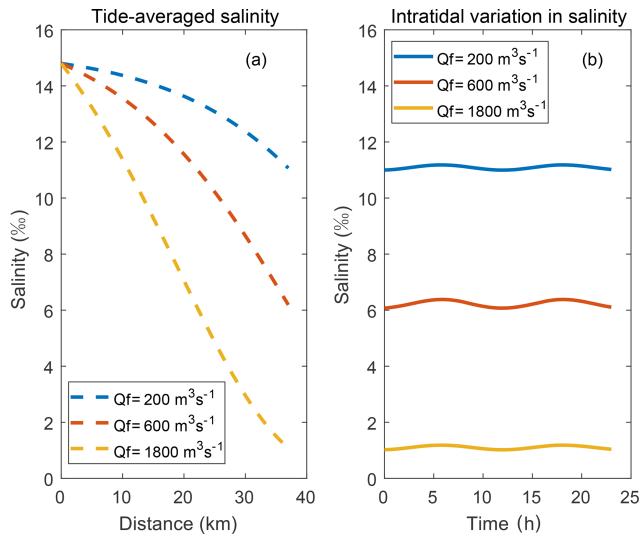 Tide-averaged salinity
(a)
Salinity (‰)
16
14
12
10
8
6
4
2
0
Qf= 200 m³s⁻¹
Qf= 600 m³s⁻¹
Qf= 1800 m³s⁻¹
0 10 20 30 40
Distance (km)
Intratidal variation in salinity
Qf= 200 m³s⁻¹
Qf= 600 m³s⁻¹
Qf= 1800 m³s⁻¹
(b)
Salinity (‰)
16
14
12
10
8
6
4
2
0
0 5 10 15 20 25
Time (h)